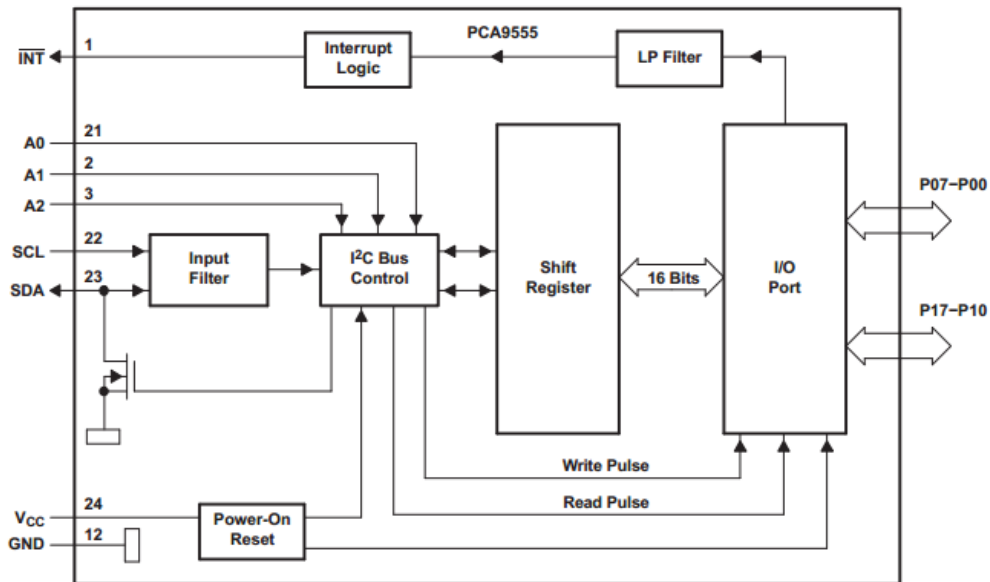 PCA9555
INT 1
Interrupt
Logic
LP Filter
A0 21
A1 2
A2 3
SCL 22
SDA 23
Input
Filter
I²C Bus
Control
Shift
Register
16 Bits
I/O
Port
P07–P00
P17–P10
Write Pulse
Read Pulse
VCC 24
GND 12
Power-On
Reset